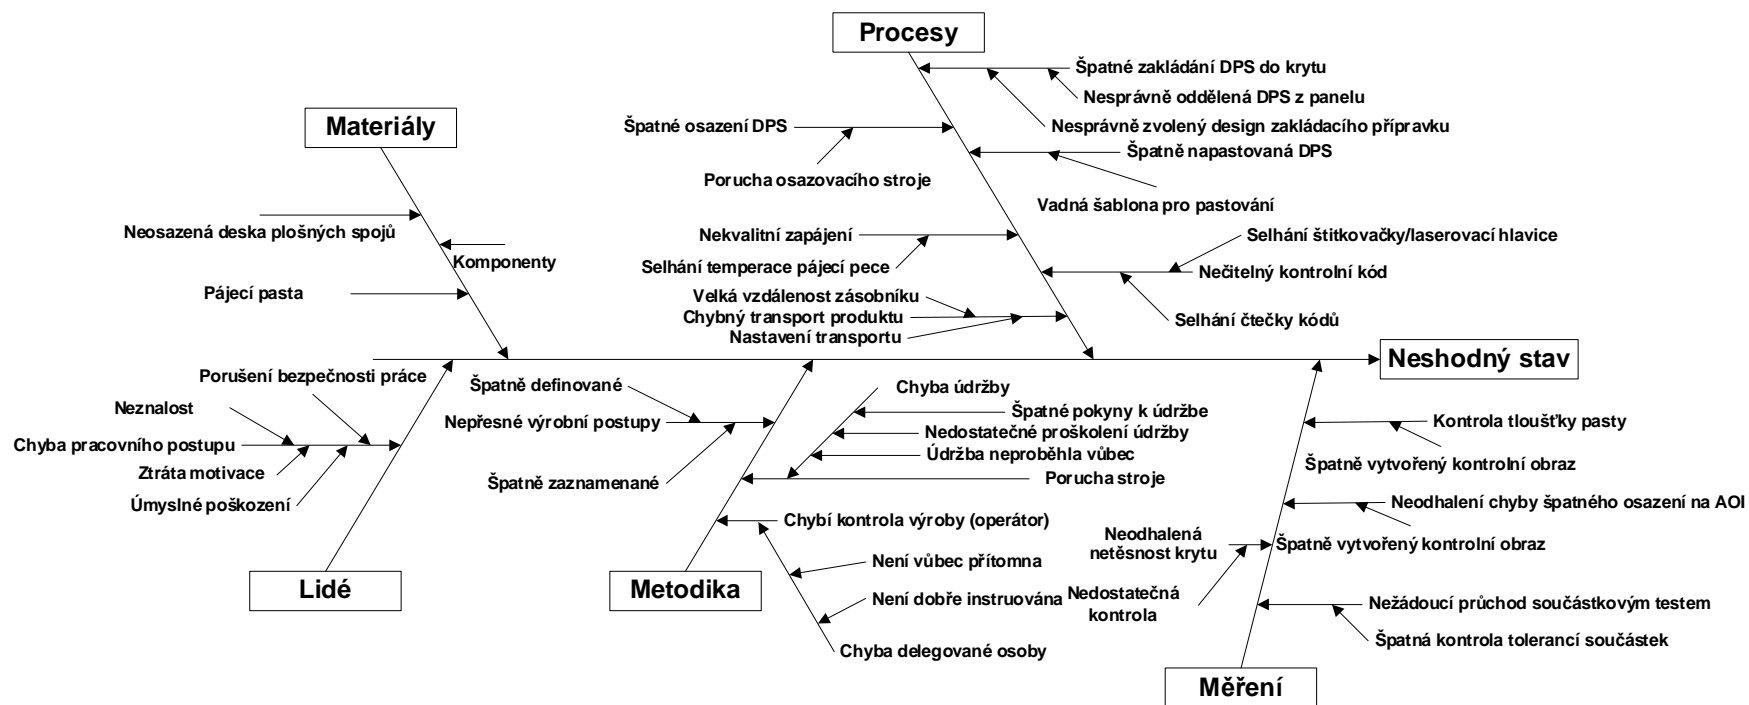 Procesy
Špatné zakládání DPS do krytu
Nesprávně oddělená DPS z panelu
Nesprávně zvolený design zakládacího přípravku
Materiály
Špatné osazení DPS
Špatně napastovaná DPS
Porucha osazovacího stroje
Vadná šablona pro pastování
Neosazená deska plošných spojů
Komponenty
Pájecí pasta
Nekvalitní zapájení
Selhání temperace pájecí pece
Selhání štitkovačky/laserovací hlavice
Nečitelný kontrolní kód
Selhání čtečky kódů
Velká vzdálenost zásobníku
Chybný transport produktu
Nastavení transportu
Neshodný stav
Porušení bezpečnosti práce
Neznalost
Chyba pracovního postupu
Ztráta motivace
Úmyslné poškození
Lidé
Špatně definované
Nepřesné výrobní postupy
Špatně zaznamenané
Chyba údržby
Špatné pokyny k údržbe
Nedostatečné proškolení údržby
Údržba neproběhla vůbec
Porucha stroje
Chybí kontrola výroby (operátor)
Není vůbec přítomna
Není dobře instruována
Chyba delegované osoby
Metodika
Kontrola tloušťky pasty
Špatně vytvořený kontrolní obraz
Neodhalení chyby špatného osazení na AOI
Špatně vytvořený kontrolní obraz
Neodhalená
netěsnost krytu
Nedostatečná
kontrola
Nežádoucí průchod součástkovým testem
Špatná kontrola tolerancí součástek
Měření